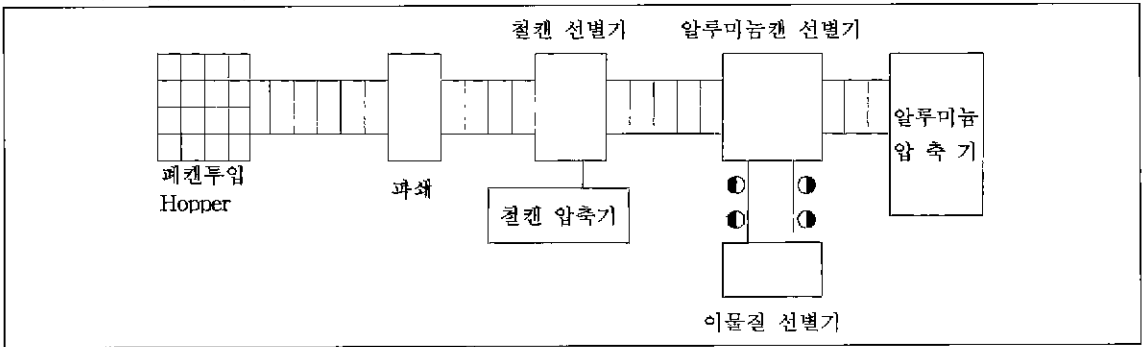 철캔 선별기
알루미늄캔 선별기
알루미늄
압 축 기
폐캔투입
Hopper
파쇄
철캔 압축기
이물질 선별기